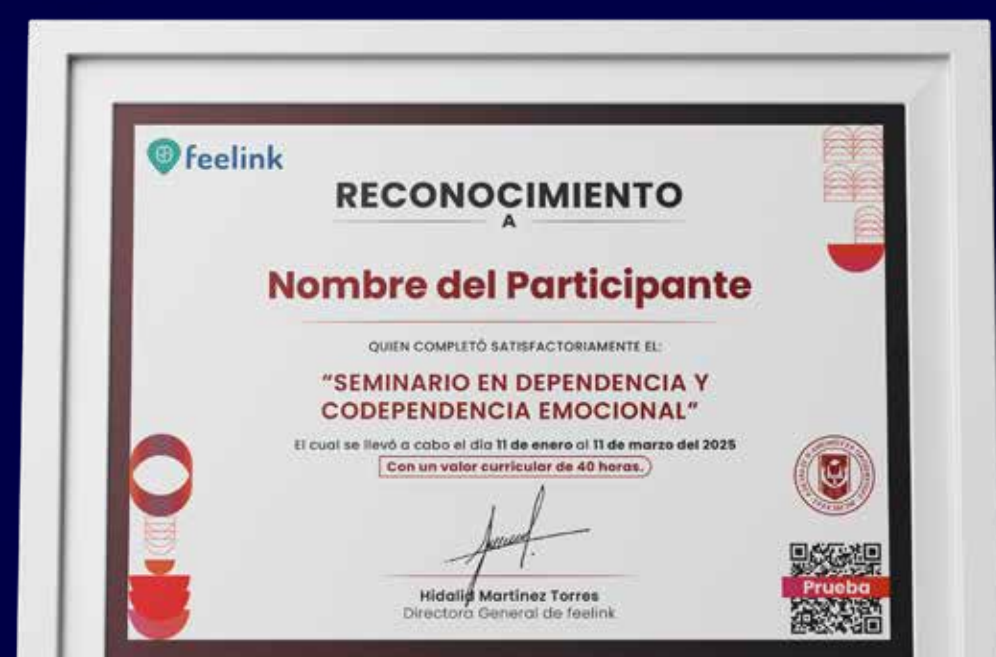 feelink
RECONOCIMIENTO
A
Nombre del Participante
QUIEN COMPLETÓ SATISFACTORIAMENTE EL:
“SEMINARIO EN DEPENDENCIA Y
CODEPENDENCIA EMOCIONAL”
El cual se llevó a cabo el día 11 de enero al 11 de marzo del 2025
Con un valor curricular de 40 horas.
Hidalid Martínez Torres
Directora General de feelink
Prueba